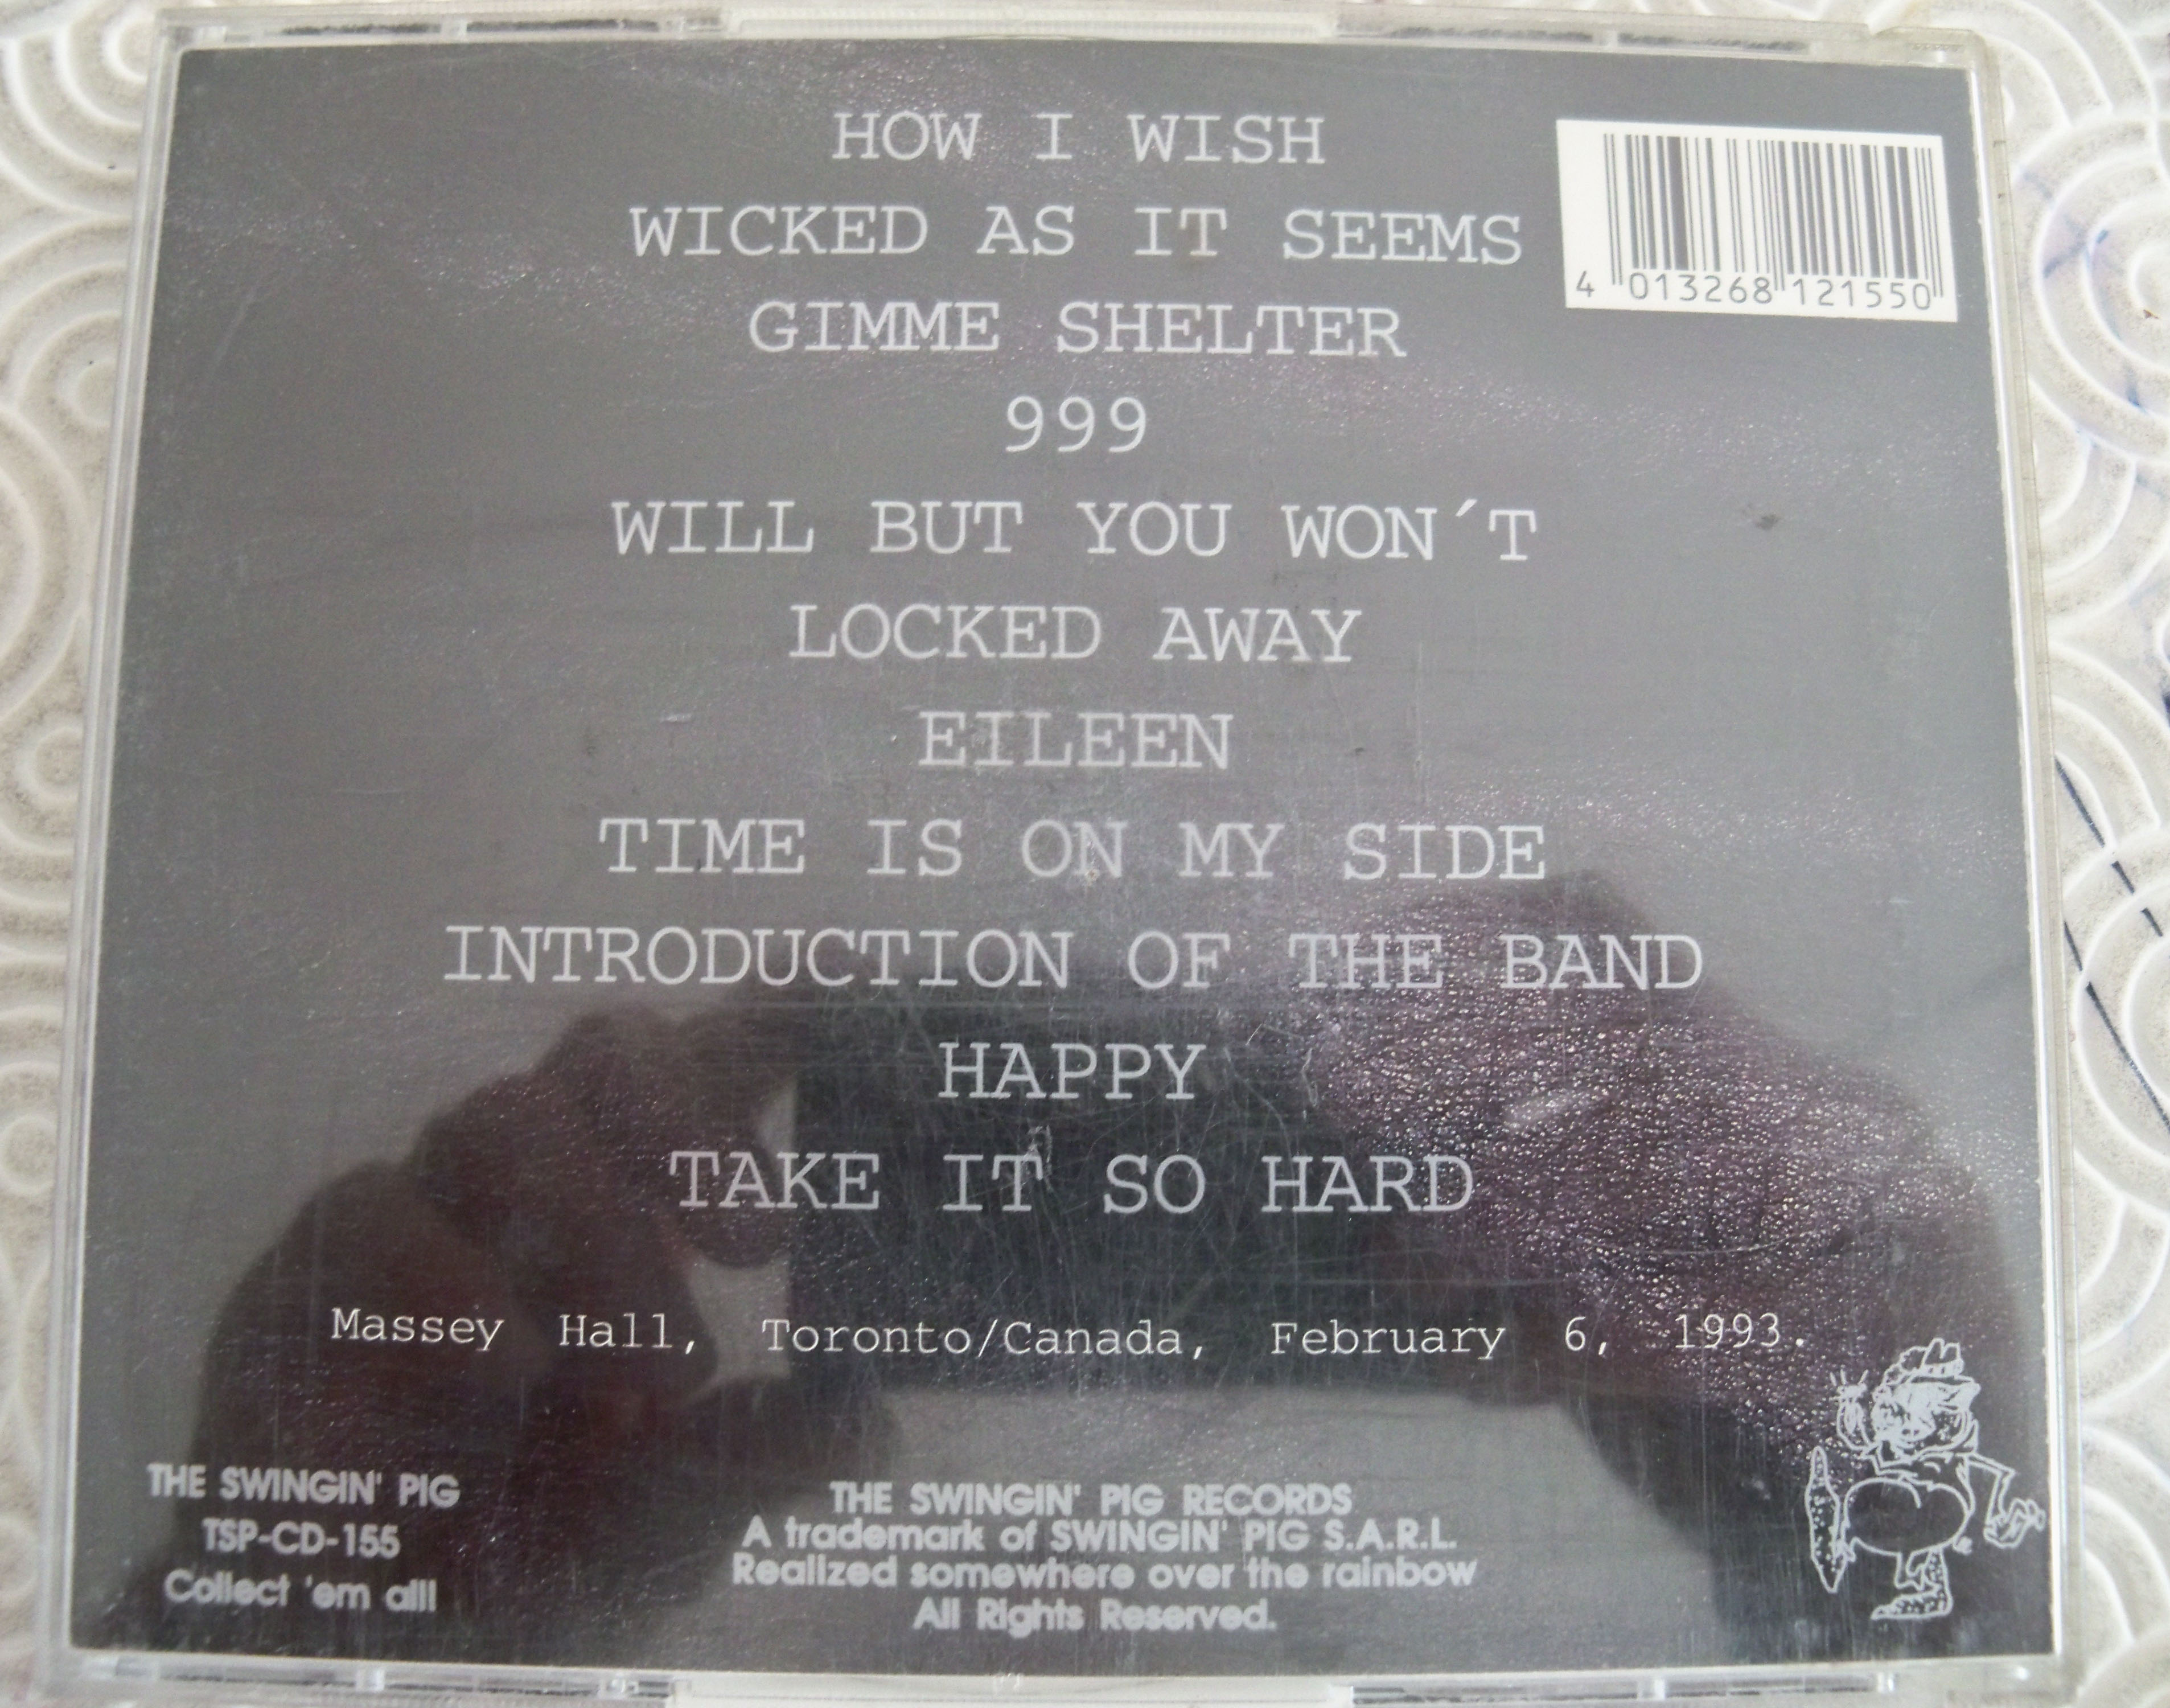 HOW I WISH
WICKED AS IT SEEMS
GIMME SHELTER
999
WILL BUT YOU WON´T
LOCKED AWAY
EILEEN
TIME IS ON MY SIDE
INTRODUCTION OF THE BAND
HAPPY
TAKE IT SO HARD
Massey Hall, Toronto/Canada, February 6, 1993.
4 013268 121550
THE SWINGIN' PIG
TSP-CD-155
Collect 'em all!
THE SWINGIN' PIG RECORDS
A trademark of SWINGIN' PIG S.A.R.L.
Realized somewhere over the rainbow
All Rights Reserved.